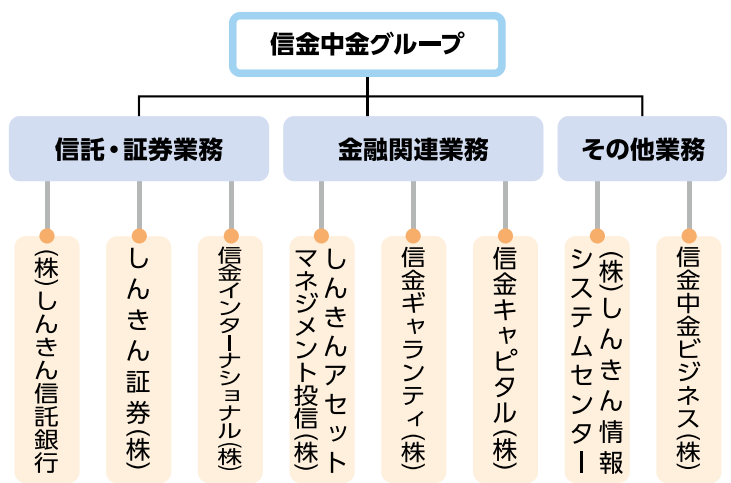 信金中金グループ
信託・証券業務
金融関連業務
その他業務
(株)しんきん信託銀行
しんきん証券(株)
信金インターナショナル(株)
しんきんアセット
マネジメント投信(株)
信金ギャランティ(株)
信金キャピタル(株)
(株)しんきん情報
システムセンター
信金中金ビジネス(株)